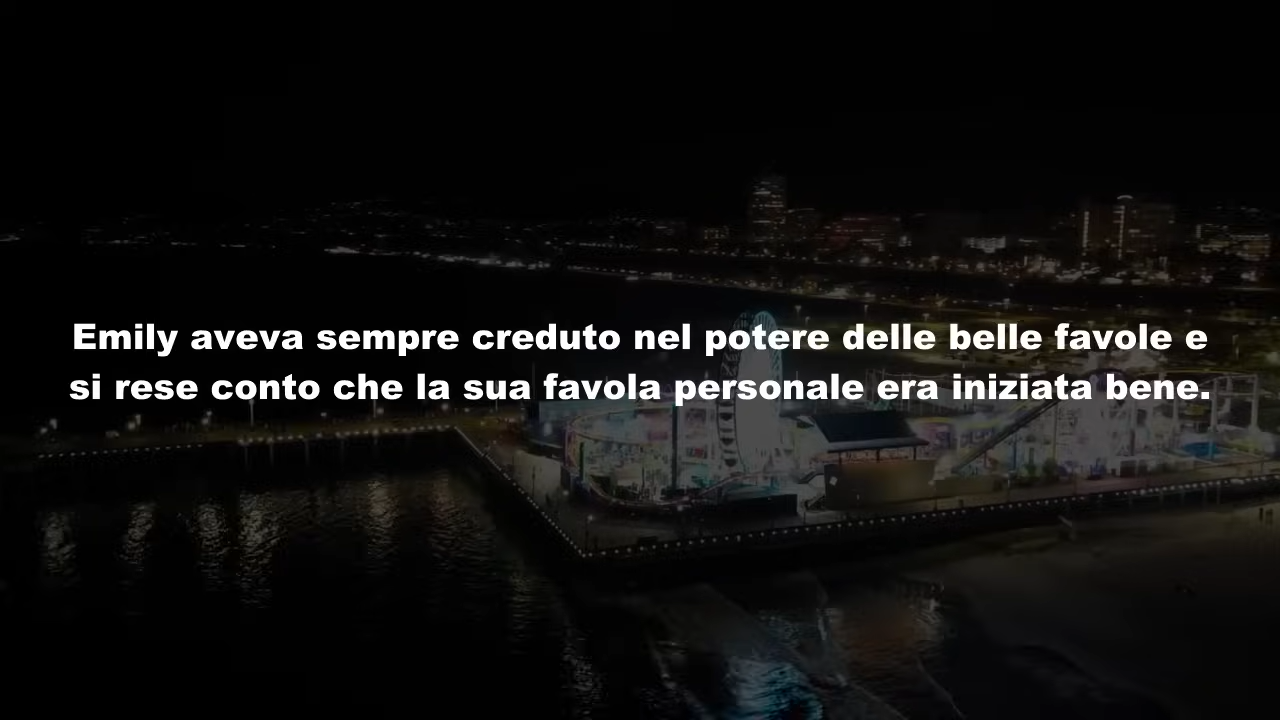 Emily aveva sempre creduto nel potere delle belle favole e
si rese conto che la sua favola personale era iniziata bene.